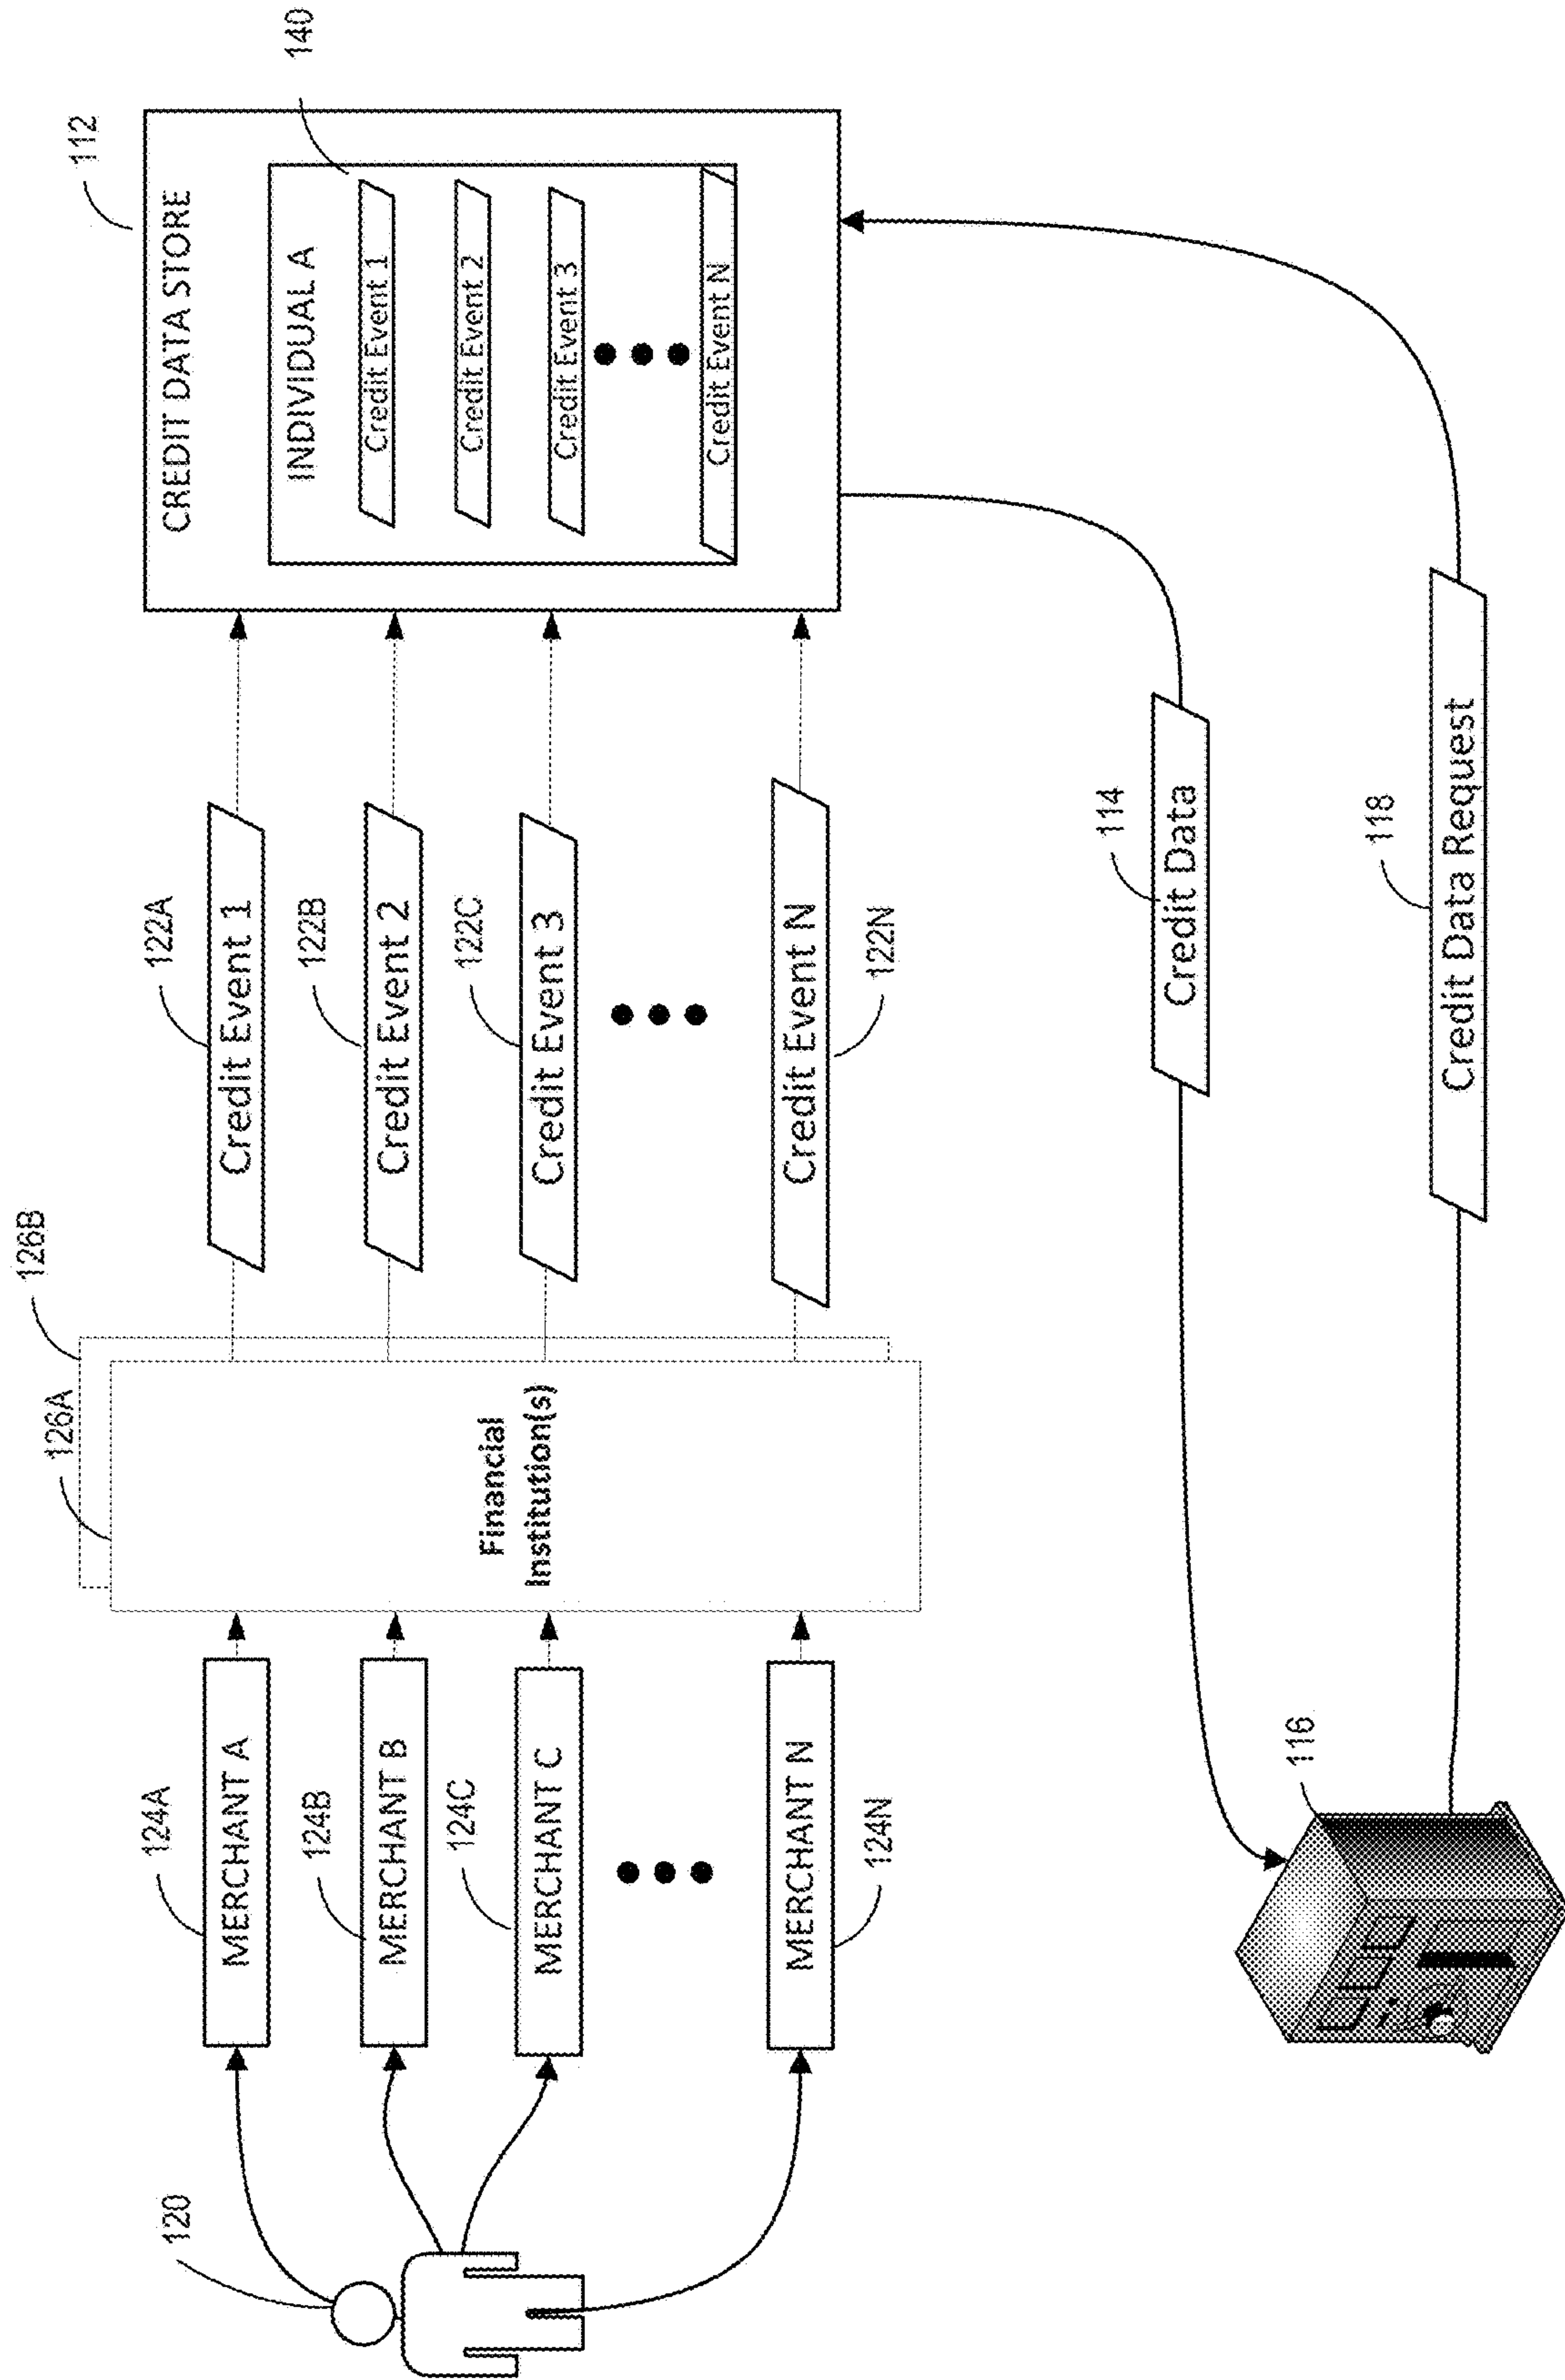 120
124A
MERCHANT A
124B
MERCHANT B
124C
MERCHANT C
MERCHANT N
124N
126A
126B
Financial
Institution(s)
122A
Credit Event 1
122B
Credit Event 2
122C
Credit Event 3
Credit Event N
122N
112
CREDIT DATA STORE
INDIVIDUAL A
140
Credit Event 1
Credit Event 2
Credit Event 3
Credit Event N
114
Credit Data
116
118
Credit Data Request